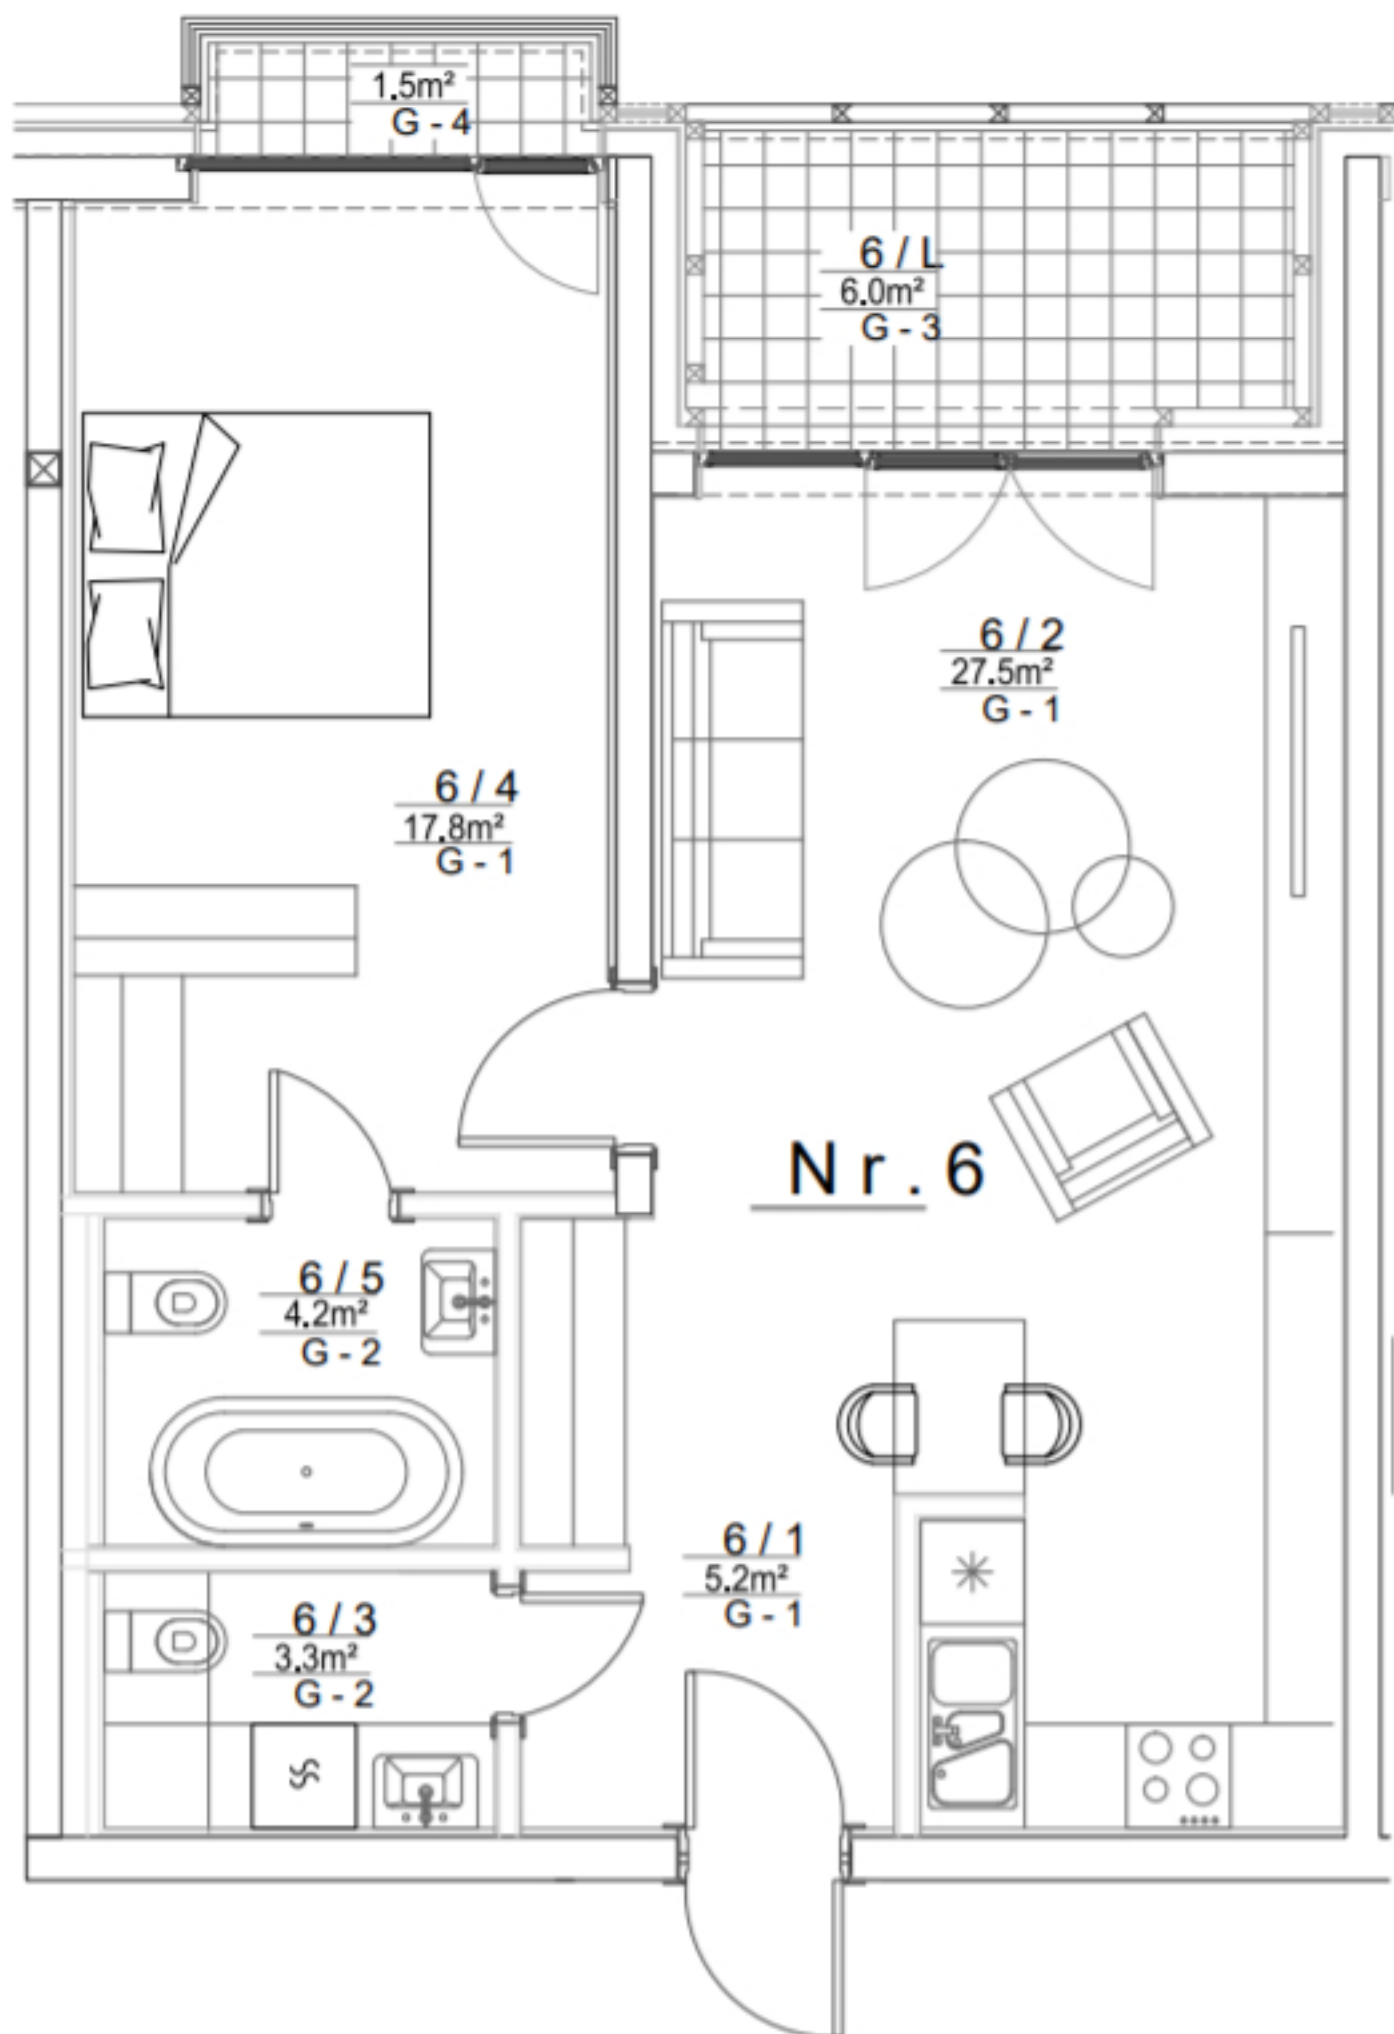 1.5m²
G - 4
6 / L
6.0m²
G - 3
6 / 2
27.5m²
G - 1
6 / 4
17.8m²
G - 1
Nr. 6
6 / 5
4.2m²
G - 2
6 / 1
5.2m²
G - 1
6 / 3
3.3m²
G - 2